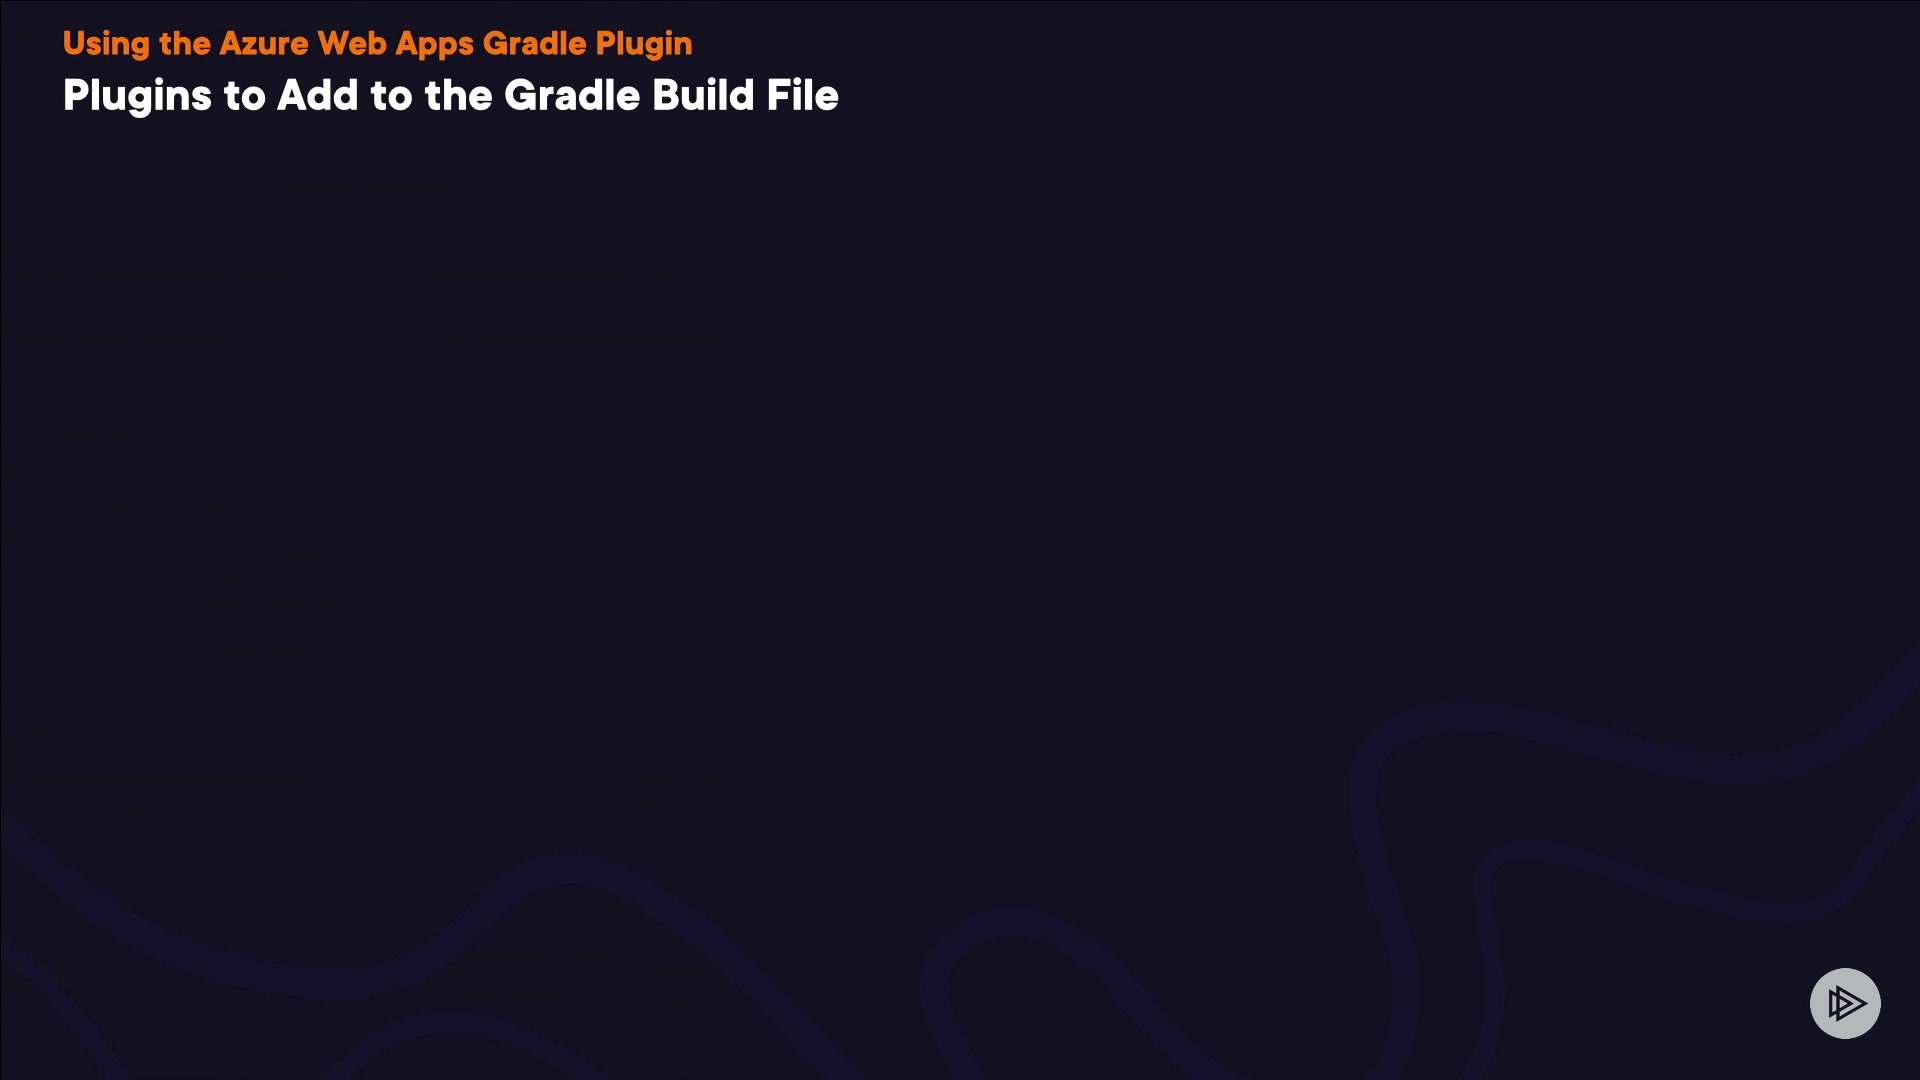 Using the Azure Web Apps Gradle Plugin
Plugins to Add to the Gradle Build File